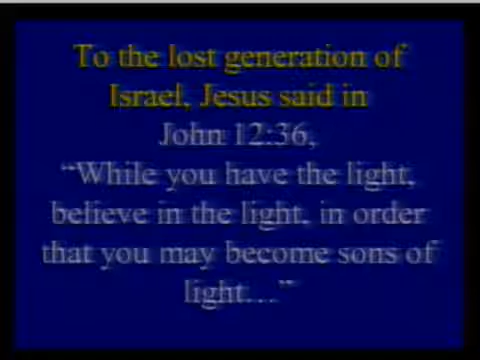 To the lost generation of
Israel, Jesus said in
John 12:36,
“While you have the light,
believe in the light, in order
that you may become sons of
light…”